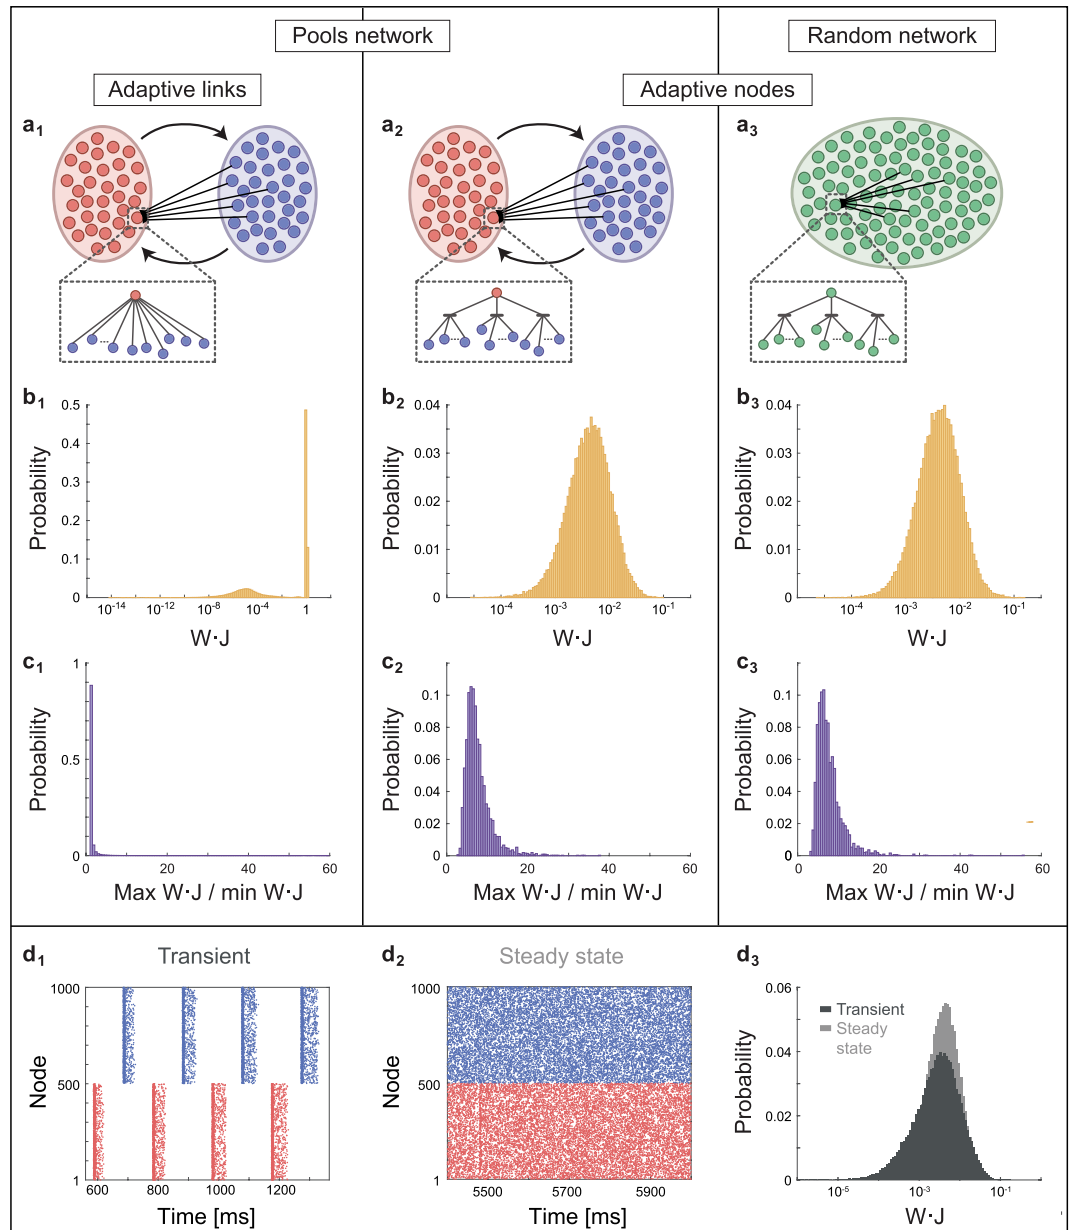 Pools network
Random network
Adaptive links
Adaptive nodes
a1
a2
a3
...
b1
b2
b3
Probability
0.5
0.4
0.3
0.2
0.1
0
10-14
10-12
10-8
10-4
1
W·J
Probability
0.04
0.03
0.02
0.01
0
10-4
10-3
10-2
10-1
W·J
Probability
0.04
0.03
0.02
0.01
0
10-4
10-3
10-2
10-1
W·J
c1
c2
c3
Probability
1
0.5
0
0
20
40
60
Max W·J / min W·J
Probability
0.1
0.08
0.06
0.04
0.02
0
0
20
40
60
Max W·J / min W·J
Probability
0.1
0.08
0.06
0.04
0.02
0
0
20
40
60
Max W·J / min W·J
d1
Transient
Node
1000
500
1
600
800
1000
1200
Time [ms]
d2
Steady state
Node
1000
500
1
5500
5700
5900
Time [ms]
d3
Probability
0.06
0.04
0.02
0
Transient
Steady
state
10-5
10-3
10-1
W·J